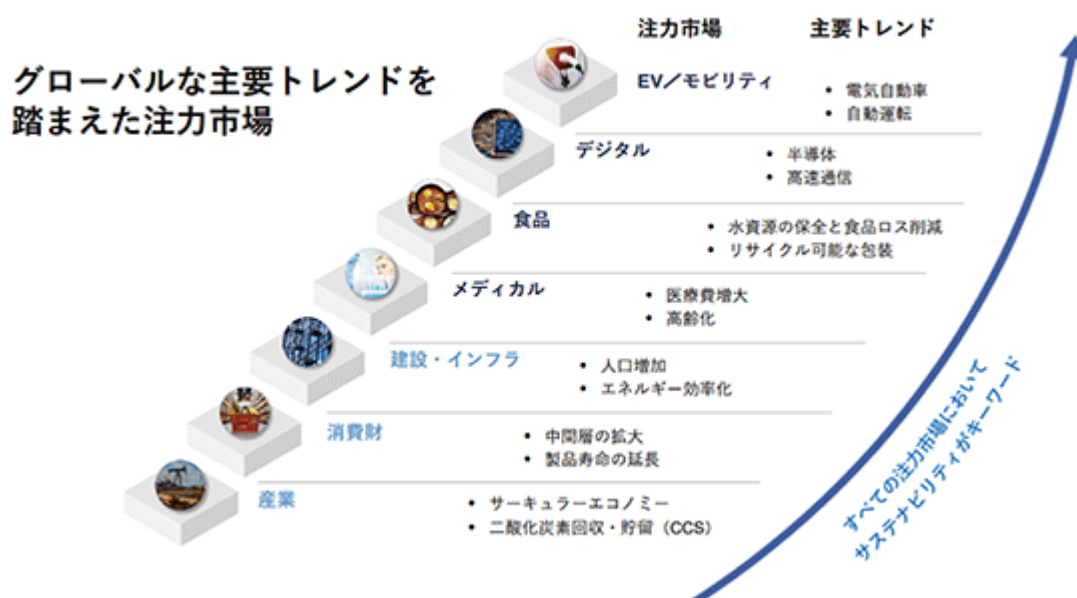 グローバルな主要トレンドを
踏まえた注力市場
注力市場
主要トレンド
EV／モビリティ
• 電気自動車
• 自動運転
デジタル
• 半導体
• 高速通信
食品
• 水資源の保全と食品ロス削減
• リサイクル可能な包装
メディカル
• 医療費増大
• 高齢化
建設・インフラ
• 人口増加
• エネルギー効率化
消費財
• 中間層の拡大
• 製品寿命の延長
産業
• サーキュラーエコノミー
• 二酸化炭素回収・貯留（CCS）
すべての注力市場において
サステナビリティがキーワード